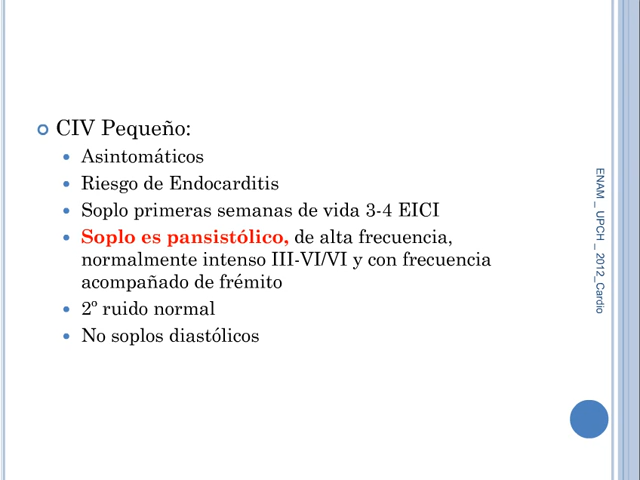 CIV Pequeño:
Asintomáticos
Riesgo de Endocarditis
Soplo primeras semanas de vida 3-4 EICI
Soplo es pansistólico, de alta frecuencia,
normalmente intenso III-VI/VI y con frecuencia
acompañado de frémito
2º ruido normal
No soplos diastólicos
ENAM _ UPCH _ 2012_Cardio